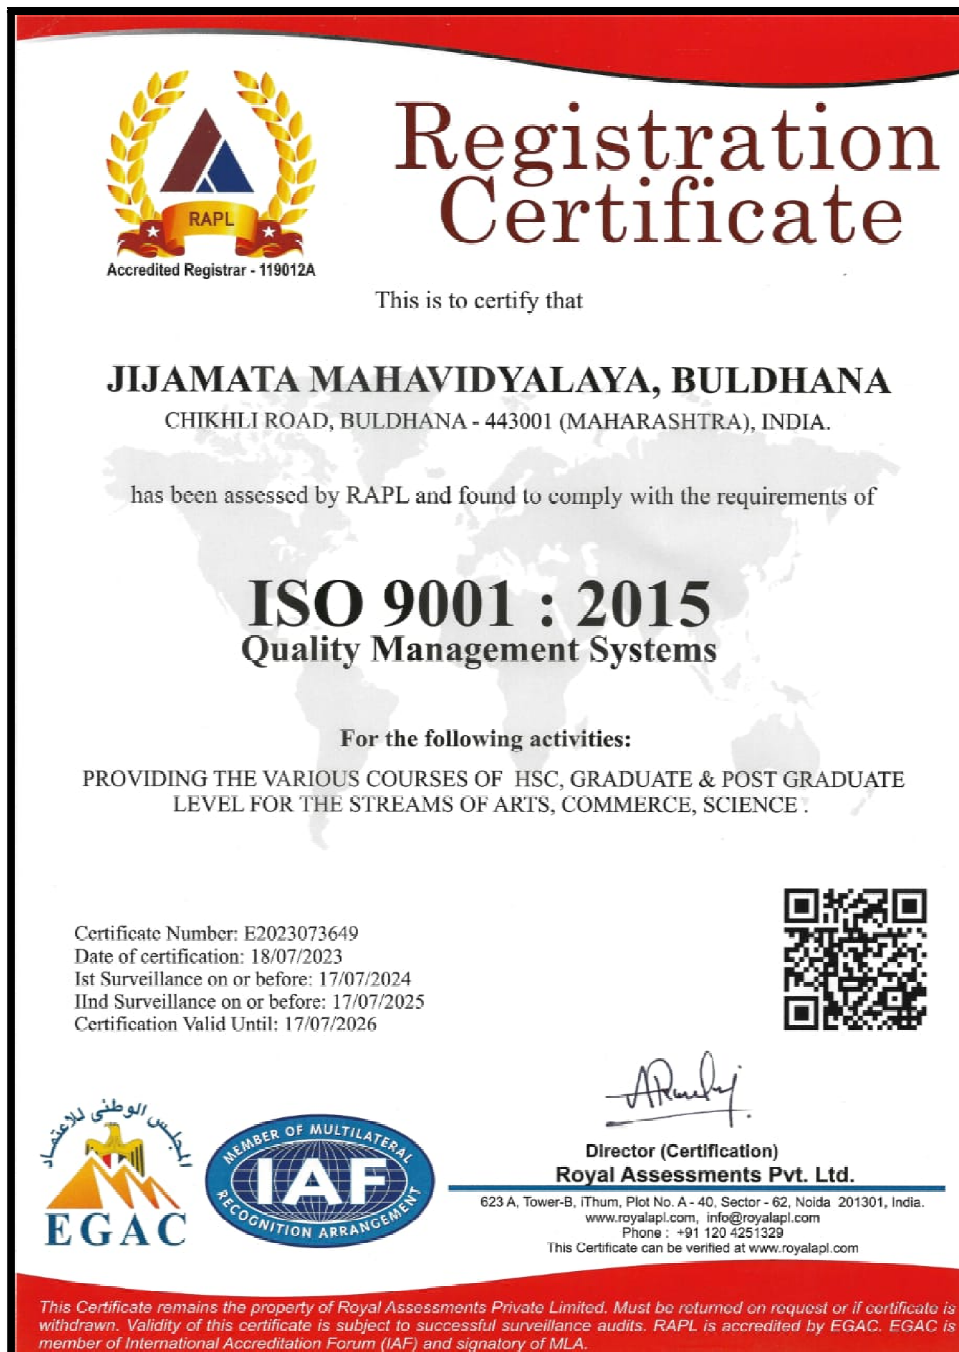 Registration
Certificate
RAPL
Accredited Registrar - 119012A
This is to certify that
JIJAMATA MAHAVIDYALAYA, BULDHANA
CHIKHLI ROAD, BULDHANA - 443001 (MAHARASHTRA), INDIA.
has been assessed by RAPL and found to comply with the requirements of
ISO 9001 : 2015
Quality Management Systems
For the following activities:
PROVIDING THE VARIOUS COURSES OF HSC, GRADUATE & POST GRADUATE
LEVEL FOR THE STREAMS OF ARTS, COMMERCE, SCIENCE .
Certificate Number: E2023073649
Date of certification: 18/07/2023
Ist Surveillance on or before: 17/07/2024
IInd Surveillance on or before: 17/07/2025
Certification Valid Until: 17/07/2026
المجلس الوطنى للاعتماد
EGAC
MEMBER OF MULTILATERAL
IAF
RECOGNITION ARRANGEMENT
Director (Certification)
Royal Assessments Pvt. Ltd.
623 A, Tower-B, iThum, Plot No. A - 40, Sector - 62, Noida 201301, India.
www.royalapl.com, info@royalapl.com
Phone : +91 120 4251329
This Certificate can be verified at www.royalapl.com
This Certificate remains the property of Royal Assessments Private Limited. Must be returned on request or if certificate is
withdrawn. Validity of this certificate is subject to successful surveillance audits. RAPL is accredited by EGAC. EGAC is
member of International Accreditation Forum (IAF) and signatory of MLA.